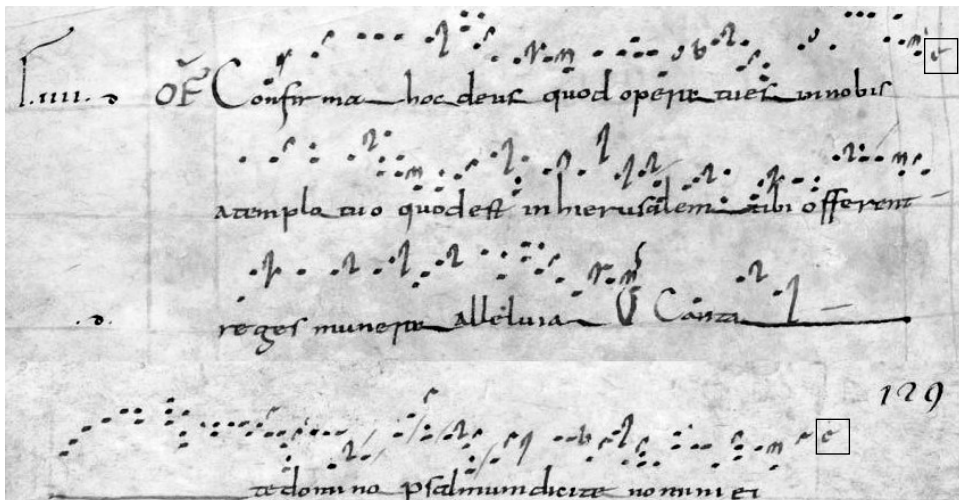 l.IIII. OF Confirma hoc deus quod operatus es in nobis e
a templo tuo quod est in hierusalem tibi offerent
reges munera alleluia V Canta
129
te domino psalmum dicite nomini ei e